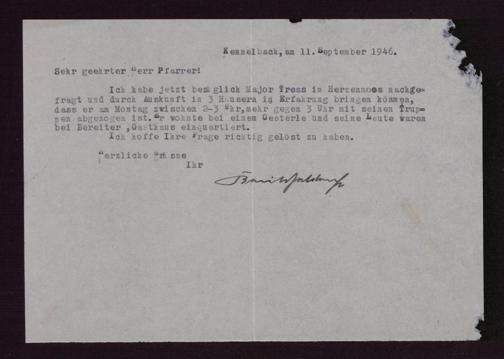 Kemmelback, am 11. September 1946.
Sehr geehrter Herr Pfarrer!
Ich habe jetzt bezüglich Major Tress in Herzenmoos nachge-
fragt und durch Auskunft in 3 Häusern in Erfahrung bringen können,
dass er am Montag zwischen 2-3 Uhr, mehr gegen 3 Uhr mit seinen Trup-
pen abgezogen ist. Er wohnte bei einem Oesterle und seine Leute waren
bei Bereiter, Gasthaus einquartiert.
Ich hoffe Ihre Frage richtig gelöst zu haben.
Herzliche Grüsse
Ihr